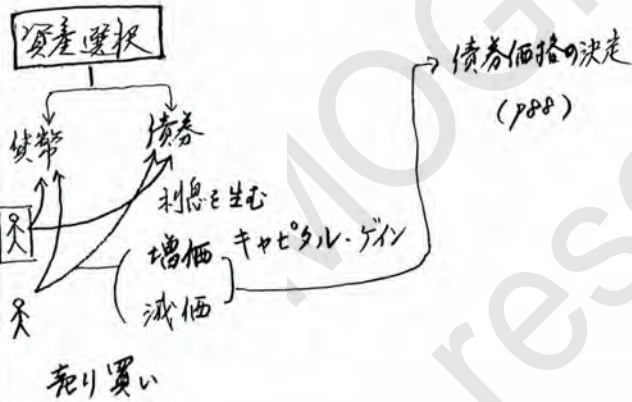 資産選択
貨幣
債券
利息を生む
増価
キャピタル・ゲイン
減価
売り買い
債券価格の決定
(p88)